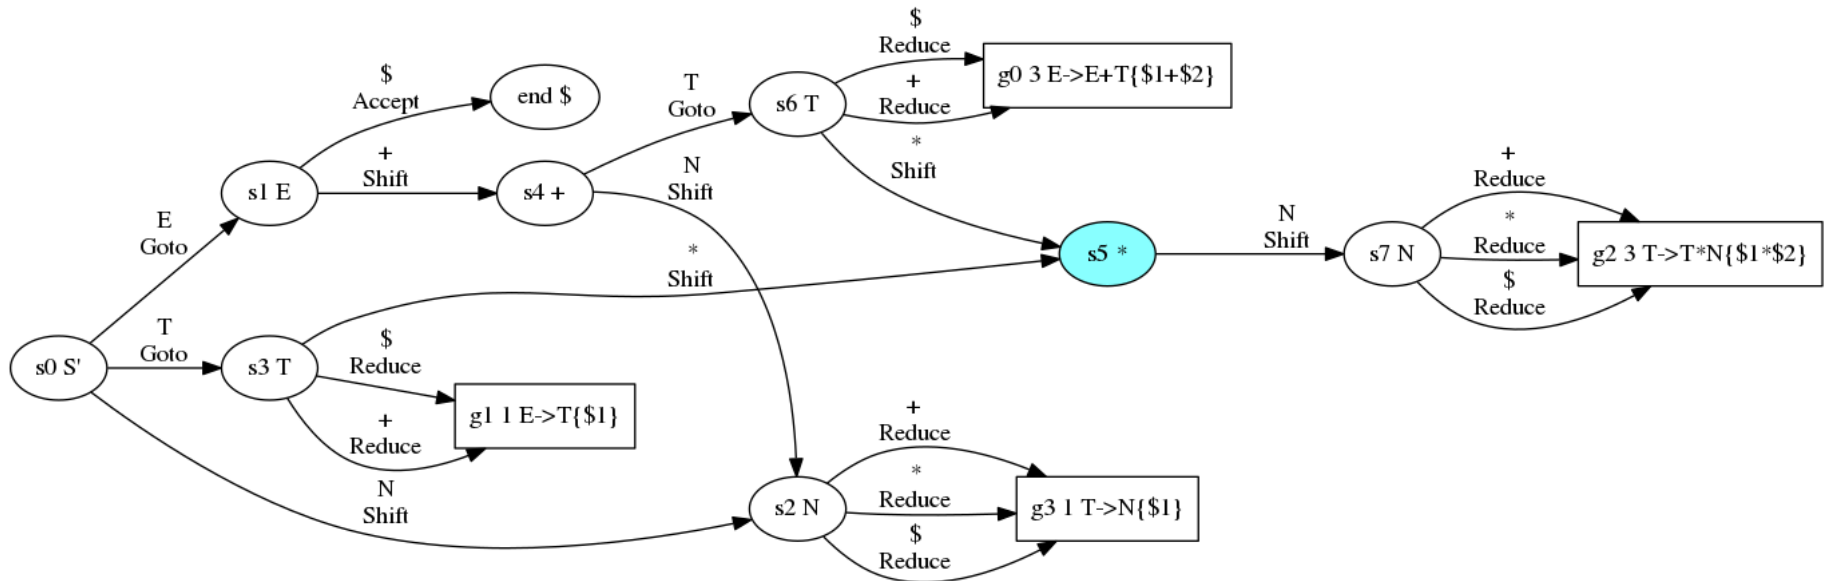 $
Reduce
g0 3 E->E+T{$1+$2}
+
Reduce
$
Accept
end $
T
Goto
s6 T
*
Shift
+
Shift
s1 E
s4 +
N
Shift
+
Reduce
*
Reduce
$
Reduce
s7 N
g2 3 T->T*N{$1*$2}
N
Shift
s5 *
E
Goto
*
Shift
T
Goto
s0 S'
s3 T
$
Reduce
g1 1 E->T{$1}
+
Reduce
N
Shift
s2 N
+
Reduce
*
Reduce
$
Reduce
g3 1 T->N{$1}